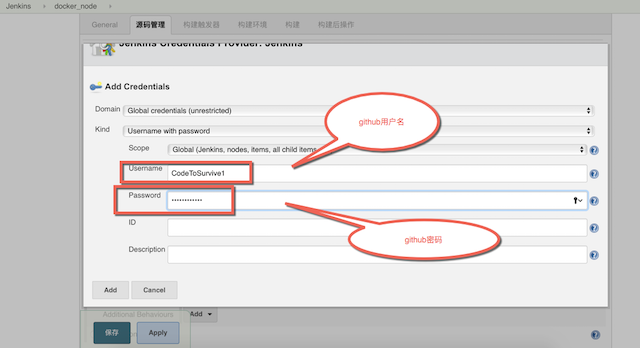 Jenkins › docker_node ›
General 源码管理 构建触发器 构建环境 构建 构建后操作
Jenkins Credentials Provider: Jenkins
Add Credentials
Domain Global credentials (unrestricted)
Kind Username with password
Scope Global (Jenkins, nodes, items, all child items
Username CodeToSurvive1
Password ••••••••••••
ID
Description
github用户名
github密码
Add Cancel
Additional Behaviours Add
保存 Apply